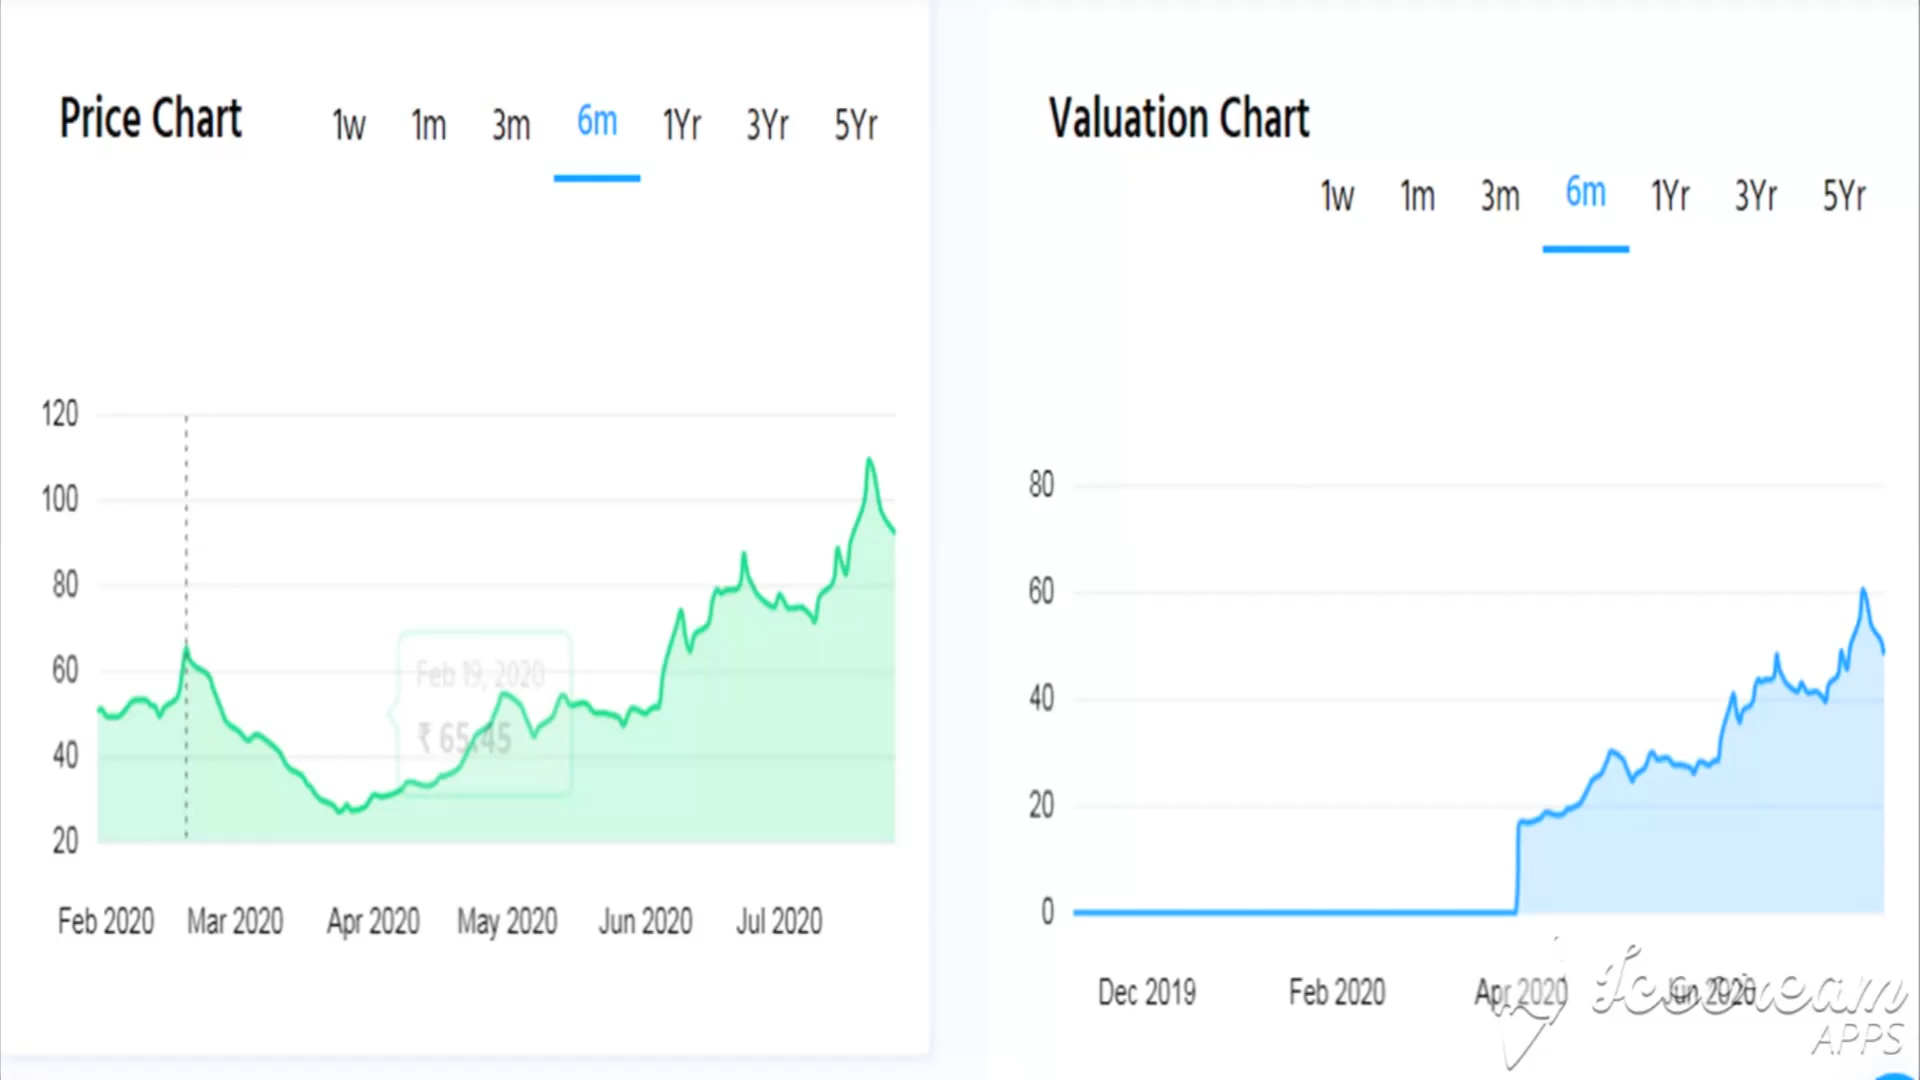 Price Chart 1w 1m 3m 6m 1Yr 3Yr 5Yr
120
100
80
60
40
20
Feb 19, 2020
₹ 65.45
Feb 2020 Mar 2020 Apr 2020 May 2020 Jun 2020 Jul 2020
Valuation Chart
1w 1m 3m 6m 1Yr 3Yr 5Yr
80
60
40
20
0
Dec 2019 Feb 2020 Apr 2020 Jun 2020
Icecream
APPS